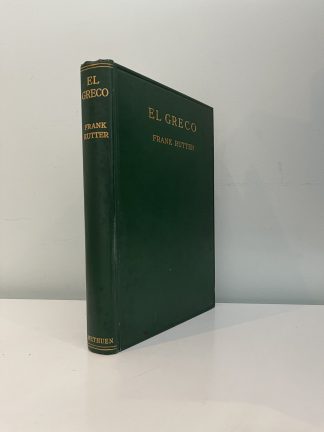 EL
GRECO
FRANK
RUTTER
METHUEN
EL GRECO
FRANK RUTTER